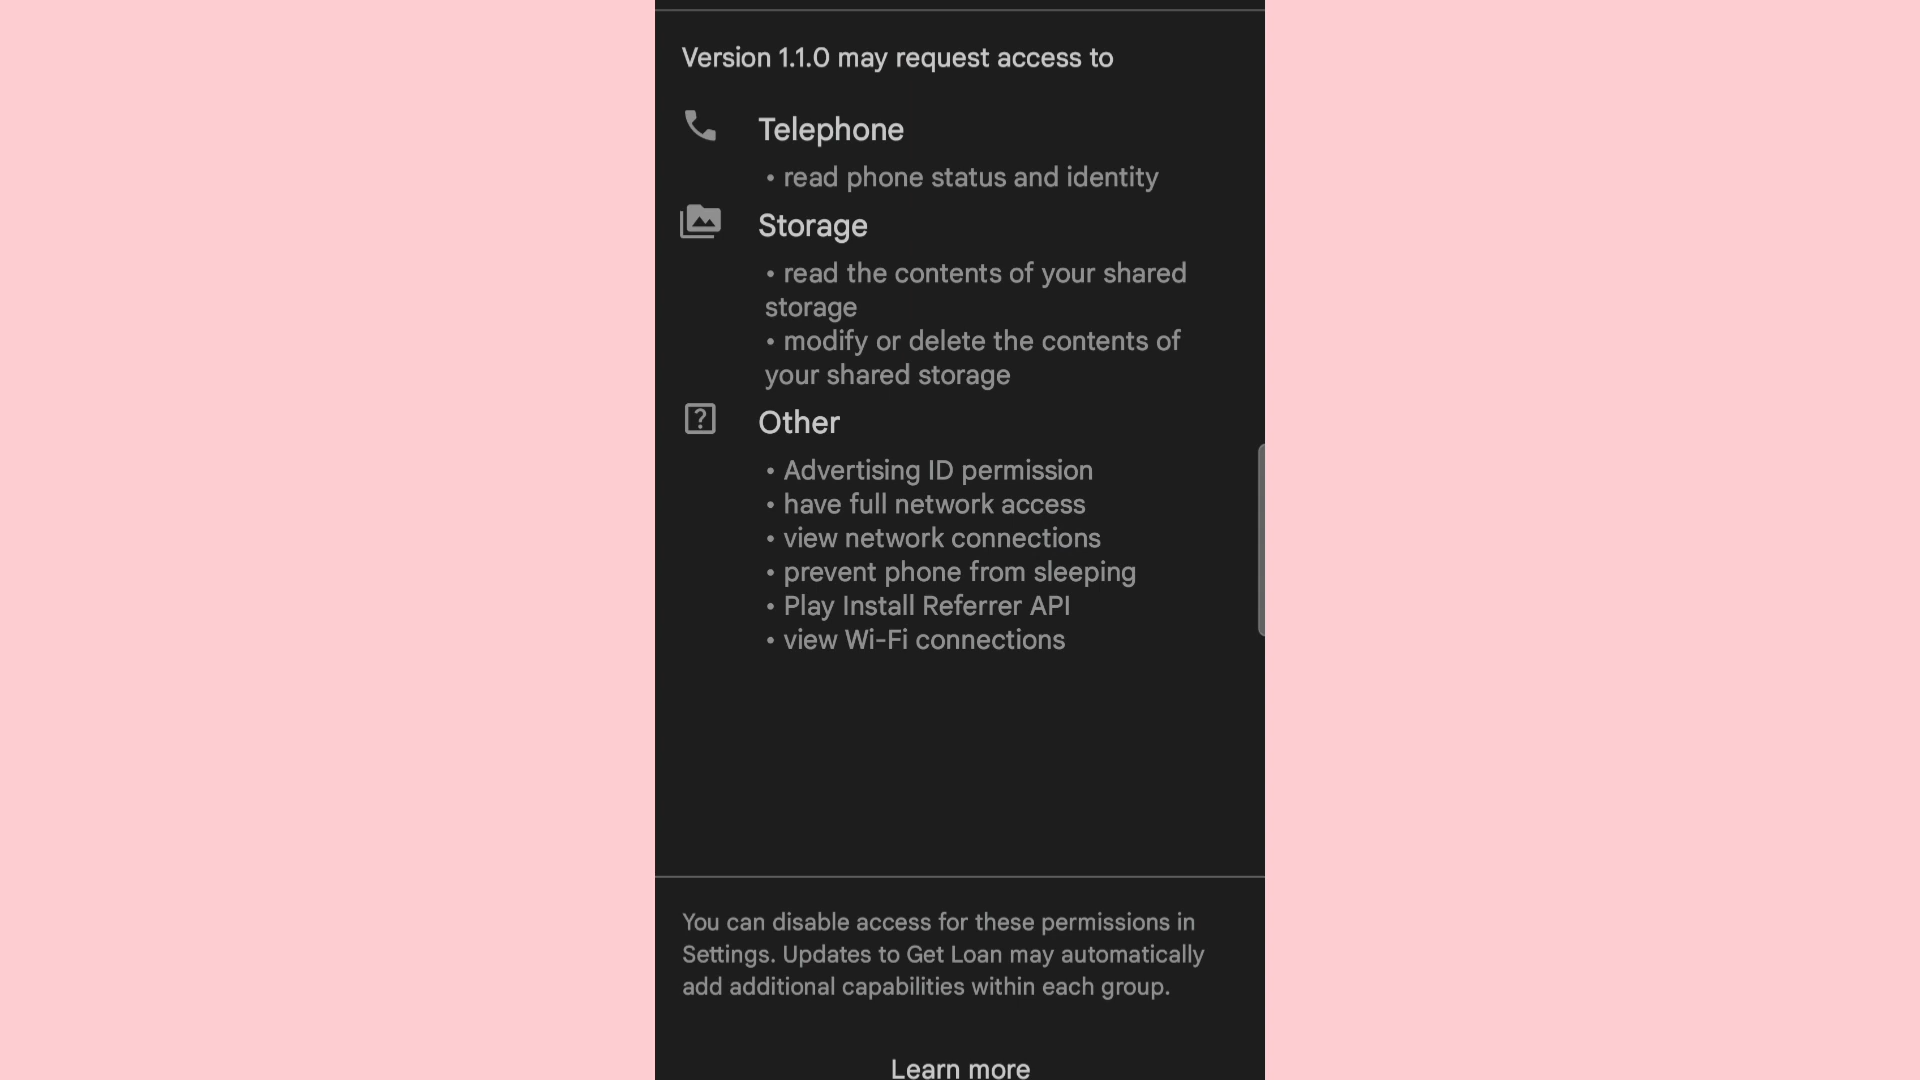 Version 1.1.0 may request access to
Telephone
• read phone status and identity
Storage
• read the contents of your shared
storage
• modify or delete the contents of
your shared storage
Other
• Advertising ID permission
• have full network access
• view network connections
• prevent phone from sleeping
• Play Install Referrer API
• view Wi-Fi connections
You can disable access for these permissions in
Settings. Updates to Get Loan may automatically
add additional capabilities within each group.
Learn more